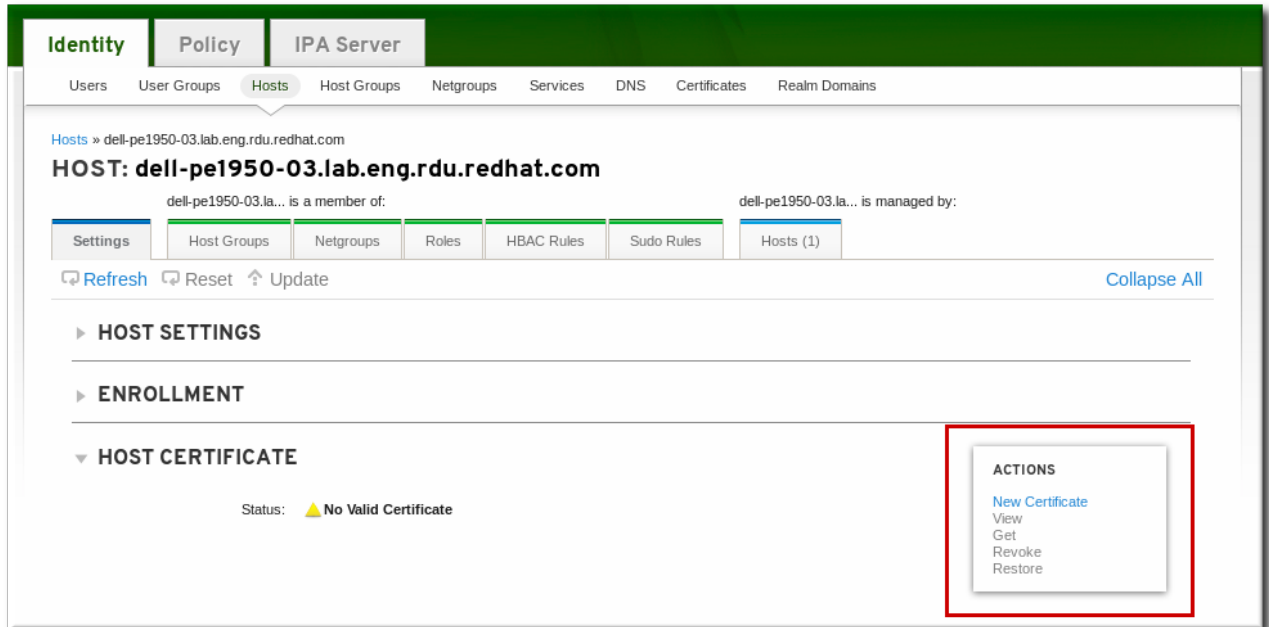 Identity Policy IPA Server
Users User Groups Hosts Host Groups Netgroups Services DNS Certificates Realm Domains
Hosts » dell-pe1950-03.lab.eng.rdu.redhat.com
HOST: dell-pe1950-03.lab.eng.rdu.redhat.com
dell-pe1950-03.la... is a member of: dell-pe1950-03.la... is managed by:
Settings Host Groups Netgroups Roles HBAC Rules Sudo Rules Hosts (1)
Refresh Reset Update Collapse All
HOST SETTINGS
ENROLLMENT
HOST CERTIFICATE
Status: No Valid Certificate
ACTIONS
New Certificate
View
Get
Revoke
Restore